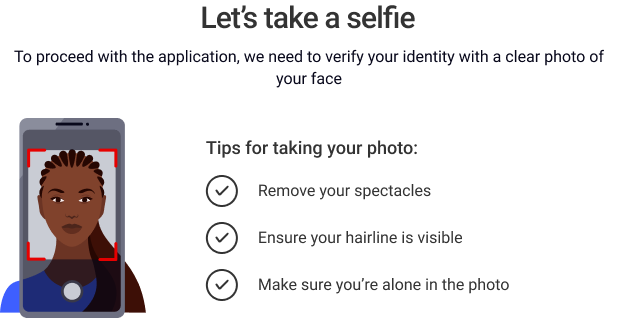 Let’s take a selfie
To proceed with the application, we need to verify your identity with a clear photo of
your face
Tips for taking your photo:
Remove your spectacles
Ensure your hairline is visible
Make sure you’re alone in the photo